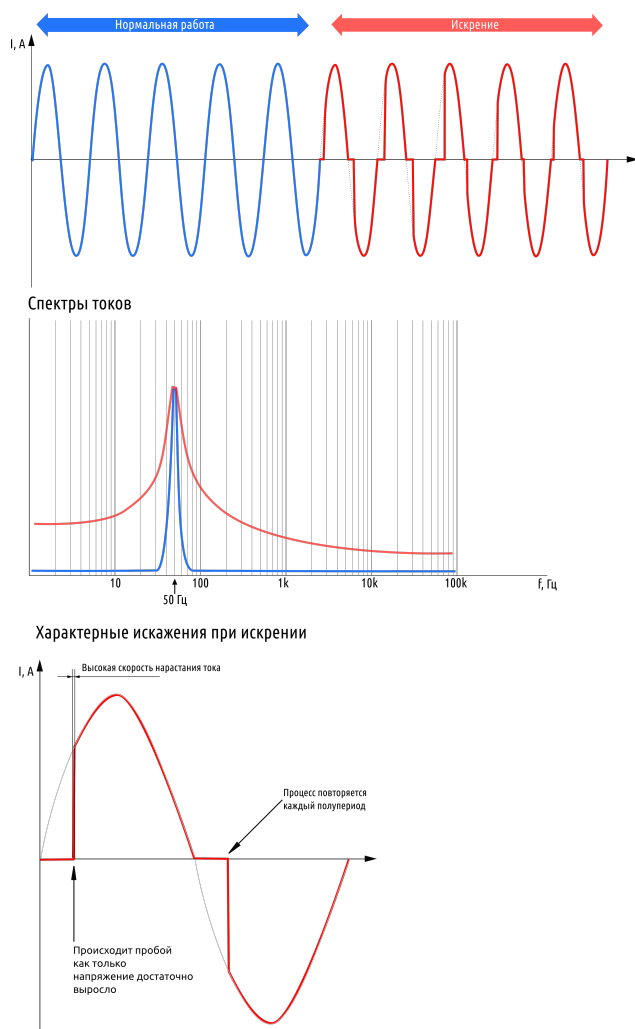 Нормальная работа
Искрение
I, A
Спектры токов
10
100
1k
10k
100k
f, Гц
50 Гц
Характерные искажения при искрении
I, A
Высокая скорость нарастания тока
Процесс повторяется
каждый полупериод
Происходит пробой
как только
напряжение достаточно
выросло